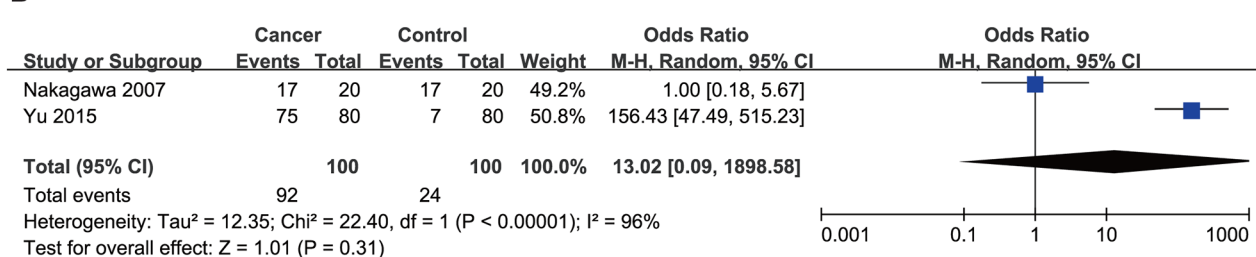 Cancer Control Odds Ratio Odds Ratio
Study or Subgroup Events Total Events Total Weight M-H, Random, 95% CI M-H, Random, 95% CI
Nakagawa 2007 17 20 17 20 49.2% 1.00 [0.18, 5.67]
Yu 2015 75 80 7 80 50.8% 156.43 [47.49, 515.23]
Total (95% CI) 100 100 100.0% 13.02 [0.09, 1898.58]
Total events 92 24
Heterogeneity: Tau² = 12.35; Chi² = 22.40, df = 1 (P < 0.00001); I² = 96%
Test for overall effect: Z = 1.01 (P = 0.31)
0.001 0.1 1 10 1000